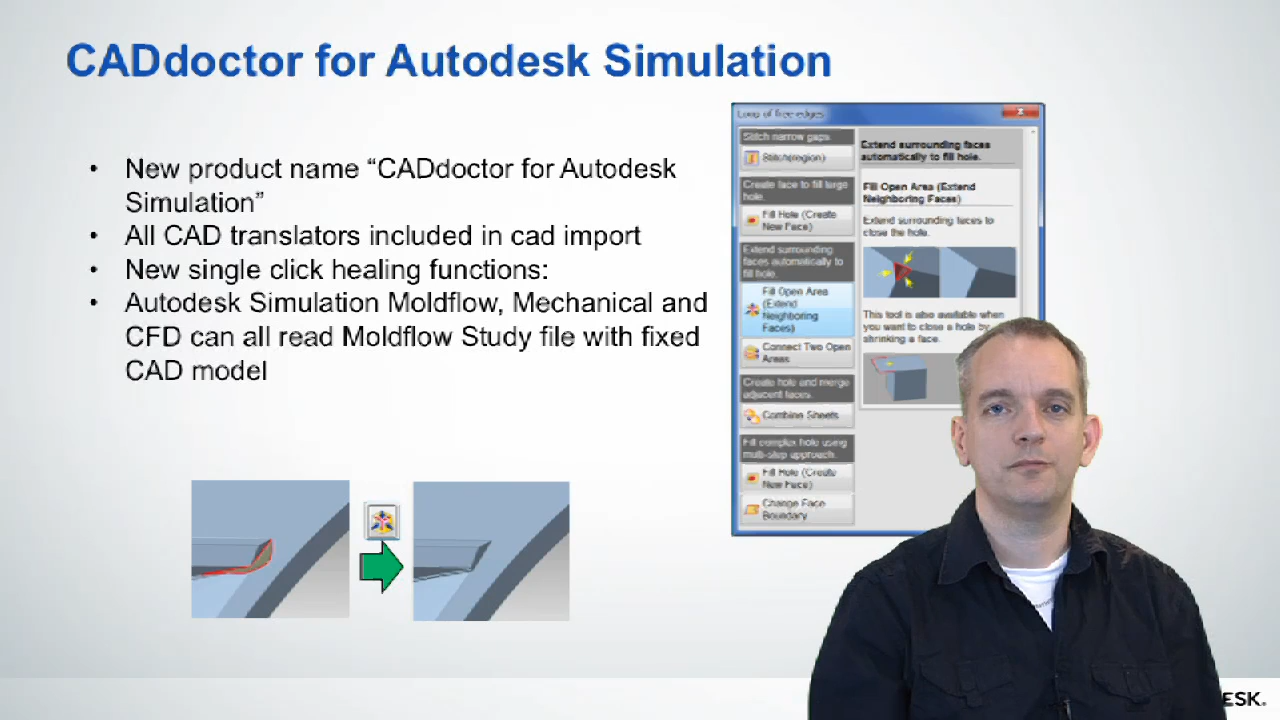 CADdoctor for Autodesk Simulation
• New product name “CADdoctor for Autodesk
Simulation”
• All CAD translators included in cad import
• New single click healing functions:
• Autodesk Simulation Moldflow, Mechanical and
CFD can all read Moldflow Study file with fixed
CAD model
Loop of free edges
Stitch narrow gaps.
Stitch(region)
Create face to fill large
hole.
Fill Hole (Create
New Face)
Extend surrounding
faces automatically to
fill hole.
Fill Open Area
(Extend
Neighboring
Faces)
Connect Two Open
Areas
Create hole and merge
adjacent faces.
Combine Sheets
Fill complex hole using
multi-step approach.
Fill Hole (Create
New Face)
Change Face
Boundary
Extend surrounding faces
automatically to fill hole.
Fill Open Area (Extend
Neighboring Faces)
Extend surrounding faces to
close the hole.
This tool is also available when
you want to close a hole by
shrinking a face.
ESK.